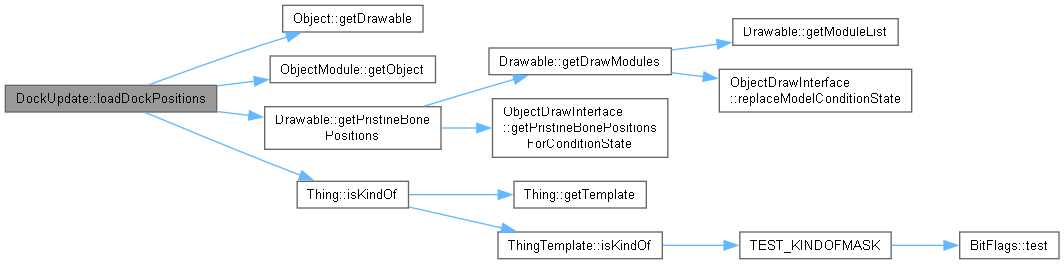 DockUpdate::loadDockPositions
Object::getDrawable
ObjectModule::getObject
Drawable::getPristineBone
Positions
Thing::isKindOf
Drawable::getDrawModules
ObjectDrawInterface
::getPristineBonePositions
ForConditionState
Thing::getTemplate
ThingTemplate::isKindOf
Drawable::getModuleList
ObjectDrawInterface
::replaceModelConditionState
TEST_KINDOFMASK
BitFlags::test